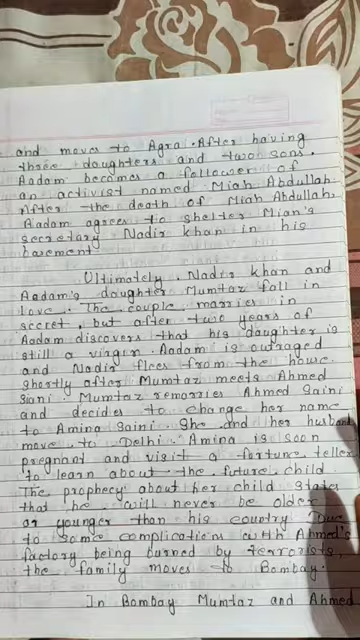 and moves to Agra. After having
three daughters and two sons.
Aadam becomes a follower of
an activist named Miah Abdullah.
After the death of Miah Abdullah,
Aadam agrees to shelter Mian's
secretary Nadir khan in his
basement
Ultimately, Nadir khan and
Aadam's daughter Mumtaz fall in
love. The couple marries in
secret, but after two years of
Aadam discovers that his daughter is
still a virgin. Aadam is outraged
and Nadir flees from the house.
shortly after Mumtaz meets Ahmed
Siani. Mumtaz remorries Ahmed Saini
and decides to change her name
to Amina Saini. She and her husband
move to Delhi. Amina is soon
pregnant and visit a fortune teller
to learn about the future child
The prophecy about her child states
that he will never be older
or younger than his country Due
to some complications with Ahmed's
factory being burned by terrorists,
the family moves to Bombay.
In Bombay Mumtaz and Ahmed